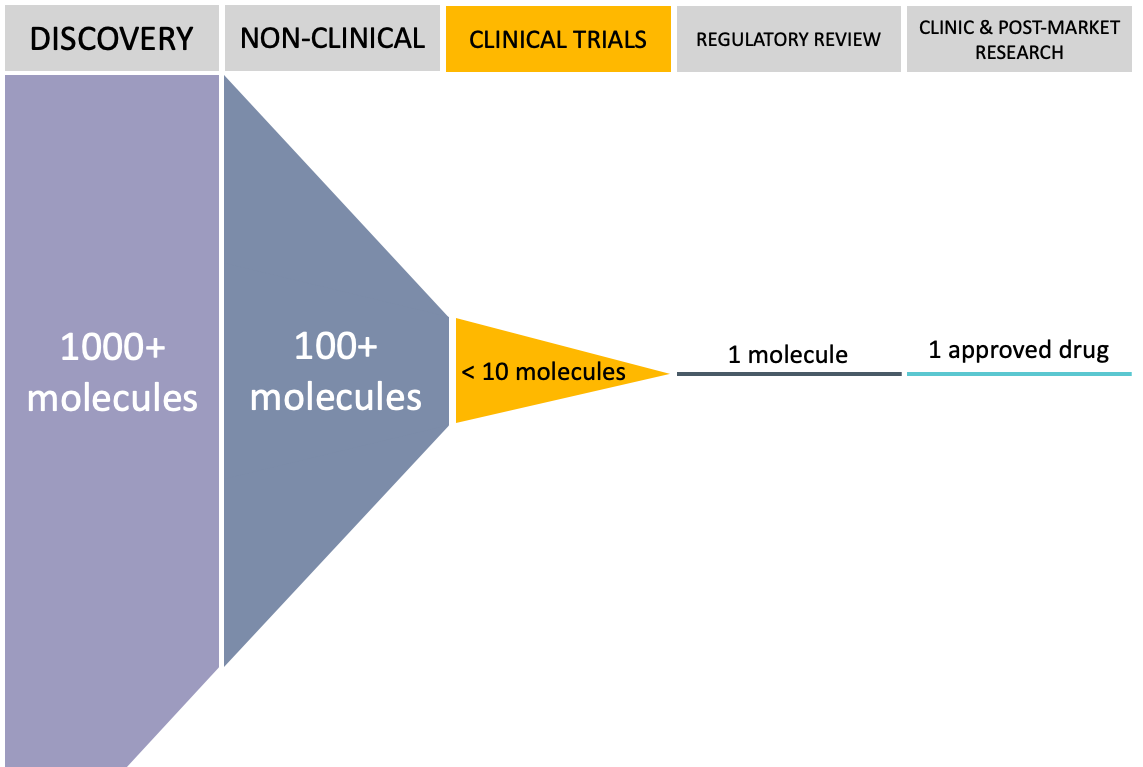 DISCOVERY
NON-CLINICAL
CLINICAL TRIALS
REGULATORY REVIEW
CLINIC & POST-MARKET
RESEARCH
1000+
molecules
100+
molecules
< 10 molecules
1 molecule
1 approved drug